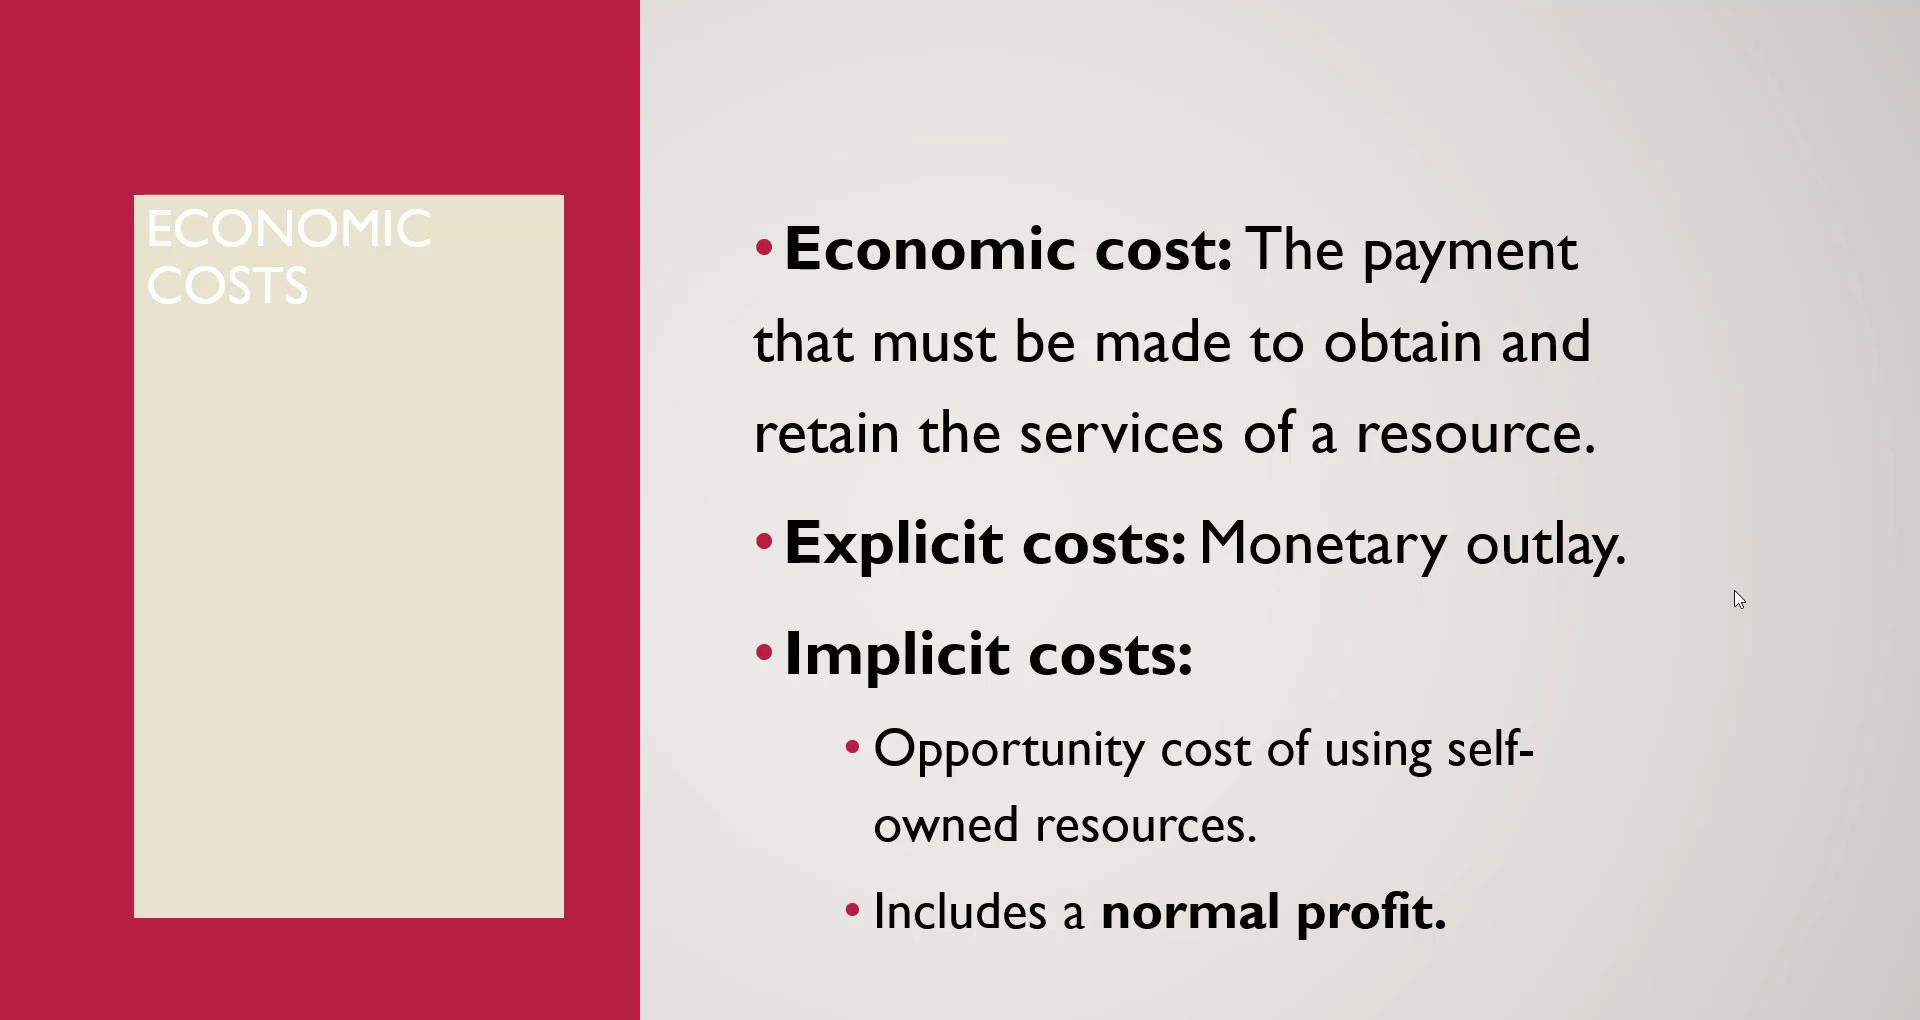 ECONOMIC
COSTS
• Economic cost: The payment
that must be made to obtain and
retain the services of a resource.
• Explicit costs: Monetary outlay.
• Implicit costs:
• Opportunity cost of using self-
owned resources.
• Includes a normal profit.